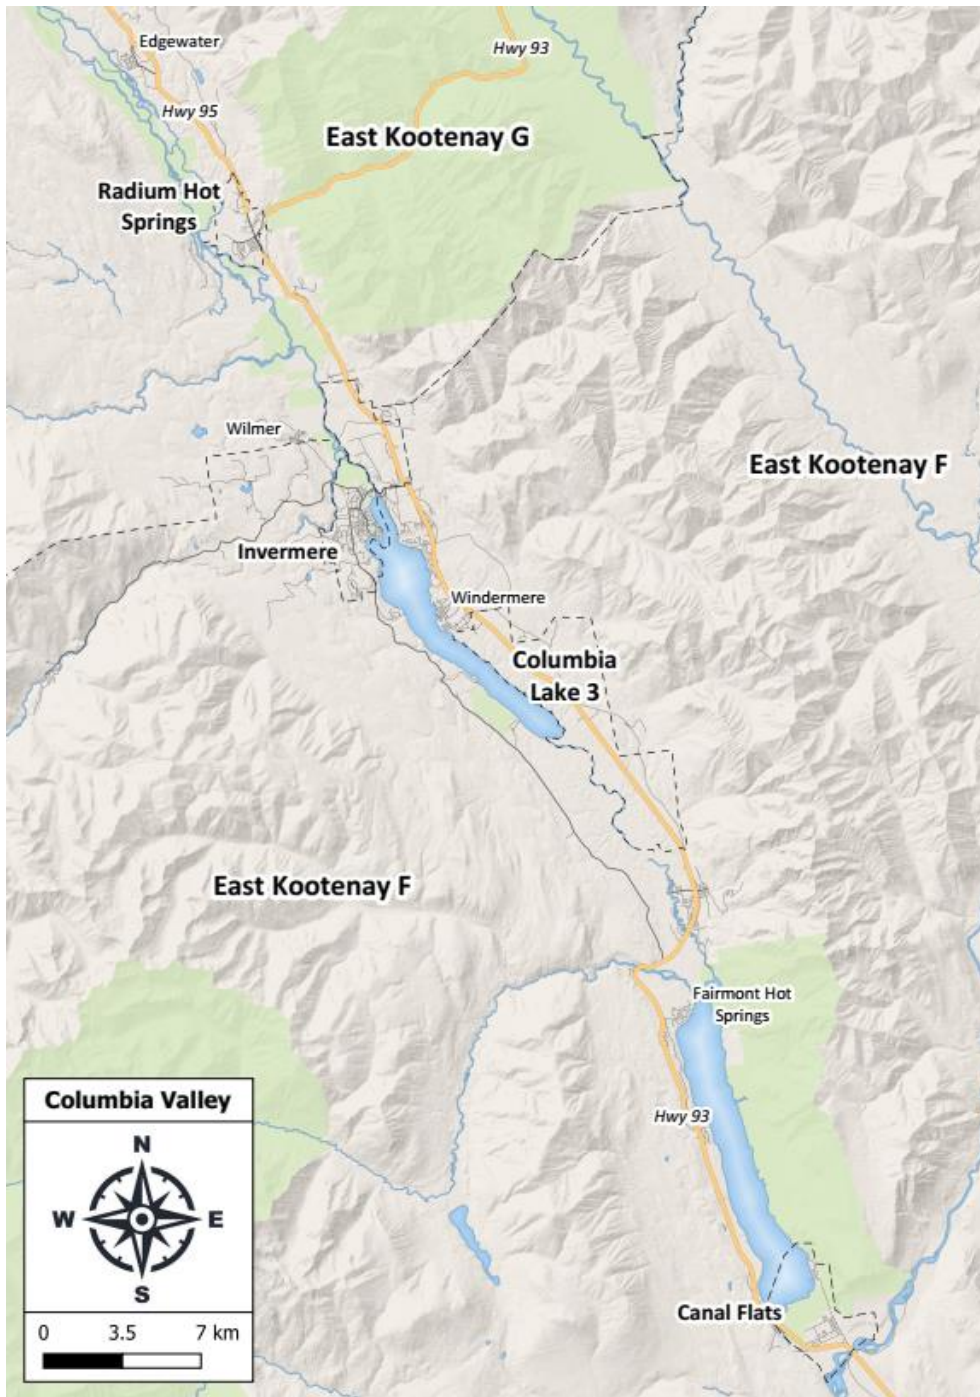 Edgewater
Hwy 93
Hwy 95
East Kootenay G
Radium Hot
Springs
Wilmer
East Kootenay F
Invermere
Windermere
Columbia
Lake 3
East Kootenay F
Fairmont Hot
Springs
Hwy 93
Canal Flats
Columbia Valley
N
W
E
S
0 3.5 7 km